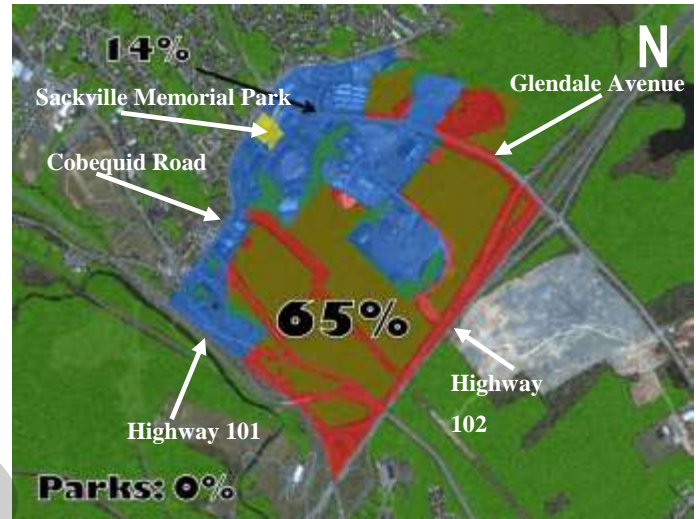 14%
N
Glendale Avenue
Sackville Memorial Park
Cobequid Road
65%
Highway
102
Highway 101
Parks: 0%